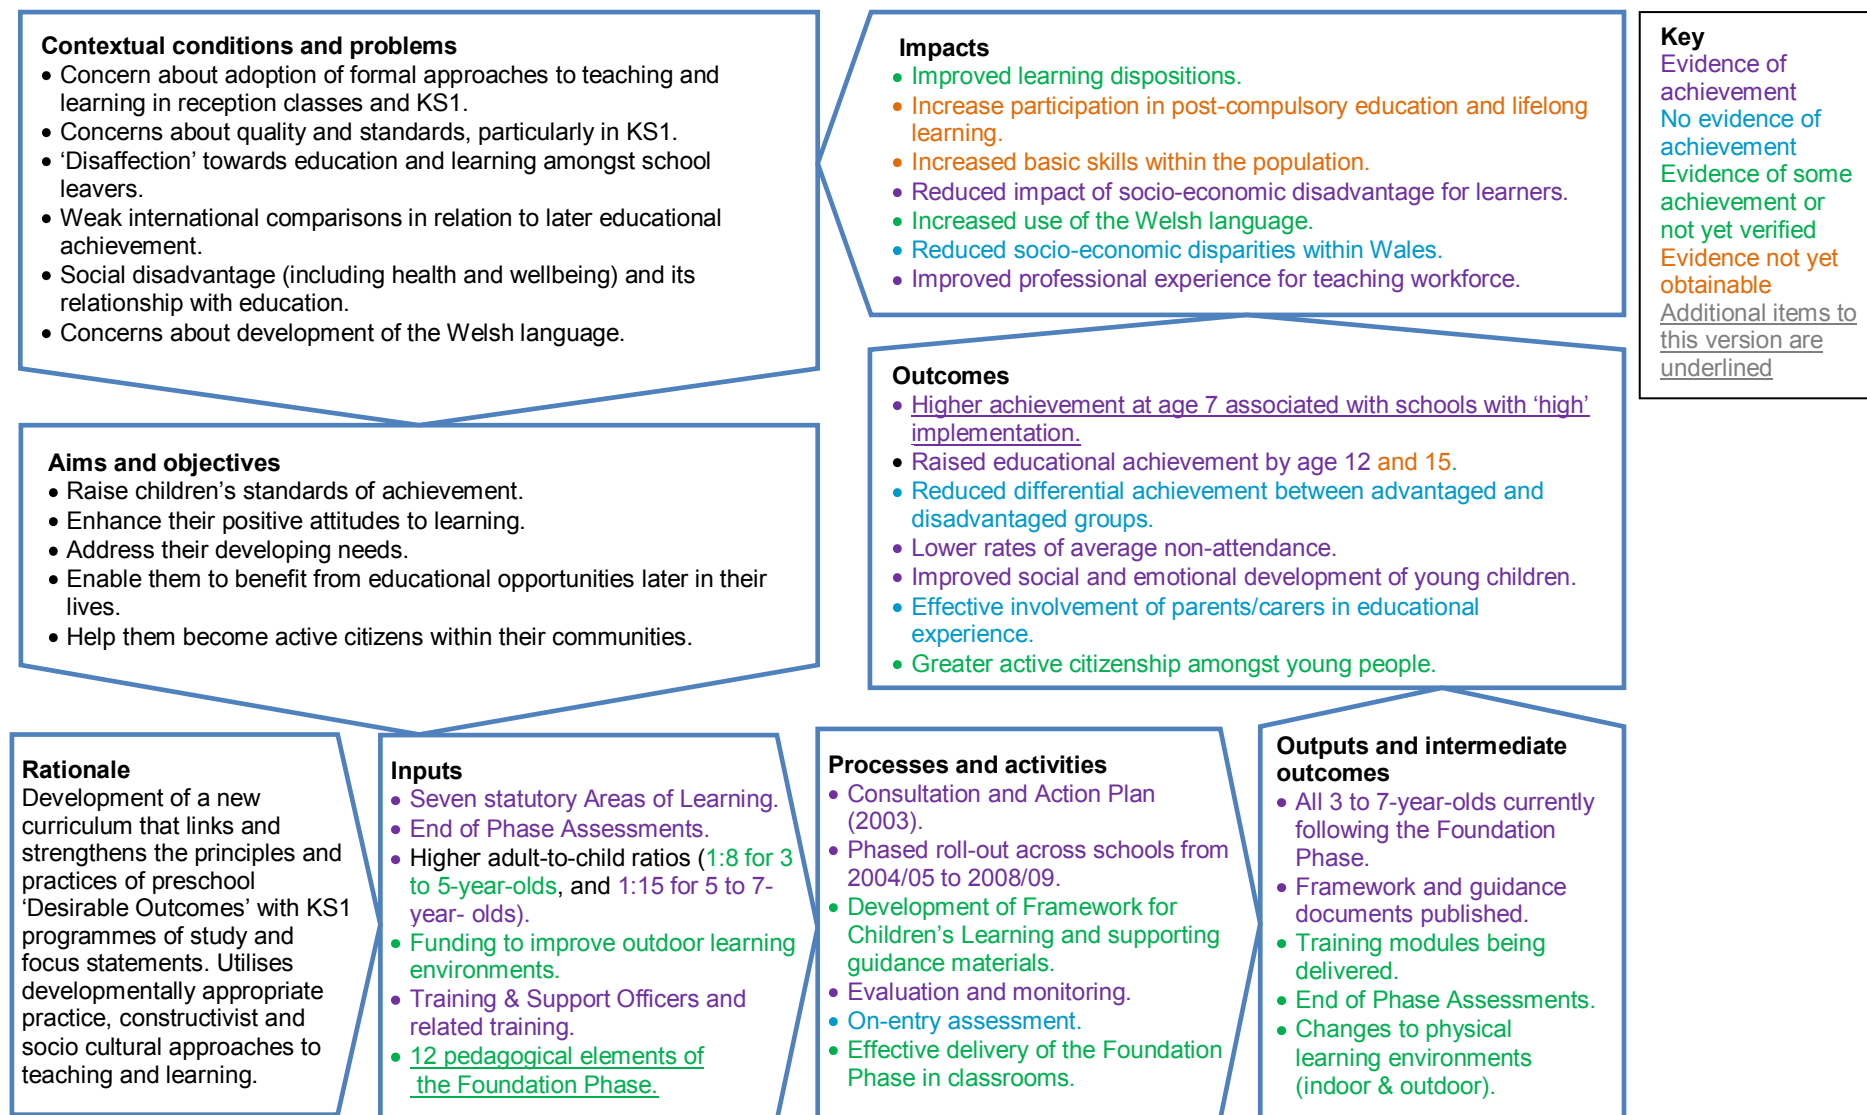 Contextual conditions and problems
• Concern about adoption of formal approaches to teaching and
learning in reception classes and KS1.
• Concerns about quality and standards, particularly in KS1.
• ‘Disaffection’ towards education and learning amongst school
leavers.
• Weak international comparisons in relation to later educational
achievement.
• Social disadvantage (including health and wellbeing) and its
relationship with education.
• Concerns about development of the Welsh language.
Aims and objectives
• Raise children’s standards of achievement.
• Enhance their positive attitudes to learning.
• Address their developing needs.
• Enable them to benefit from educational opportunities later in their
lives.
• Help them become active citizens within their communities.
Rationale
Development of a new
curriculum that links and
strengthens the principles and
practices of preschool
‘Desirable Outcomes’ with KS1
programmes of study and
focus statements. Utilises
developmentally appropriate
practice, constructivist and
socio cultural approaches to
teaching and learning.
Inputs
• Seven statutory Areas of Learning.
• End of Phase Assessments.
• Higher adult-to-child ratios (1:8 for 3
to 5-year-olds, and 1:15 for 5 to 7-
year- olds).
• Funding to improve outdoor learning
environments.
• Training & Support Officers and
related training.
• 12 pedagogical elements of
the Foundation Phase.
Processes and activities
• Consultation and Action Plan
(2003).
• Phased roll-out across schools from
2004/05 to 2008/09.
• Development of Framework for
Children’s Learning and supporting
guidance materials.
• Evaluation and monitoring.
• On-entry assessment.
• Effective delivery of the Foundation
Phase in classrooms.
Outputs and intermediate
outcomes
• All 3 to 7-year-olds currently
following the Foundation
Phase.
• Framework and guidance
documents published.
• Training modules being
delivered.
• End of Phase Assessments.
• Changes to physical
learning environments
(indoor & outdoor).
Outcomes
• Higher achievement at age 7 associated with schools with ‘high’
implementation.
• Raised educational achievement by age 12 and 15.
• Reduced differential achievement between advantaged and
disadvantaged groups.
• Lower rates of average non-attendance.
• Improved social and emotional development of young children.
• Effective involvement of parents/carers in educational
experience.
• Greater active citizenship amongst young people.
Impacts
• Improved learning dispositions.
• Increase participation in post-compulsory education and lifelong
learning.
• Increased basic skills within the population.
• Reduced impact of socio-economic disadvantage for learners.
• Increased use of the Welsh language.
• Reduced socio-economic disparities within Wales.
• Improved professional experience for teaching workforce.
Key
Evidence of
achievement
No evidence of
achievement
Evidence of some
achievement or
not yet verified
Evidence not yet
obtainable
Additional items to
this version are
underlined